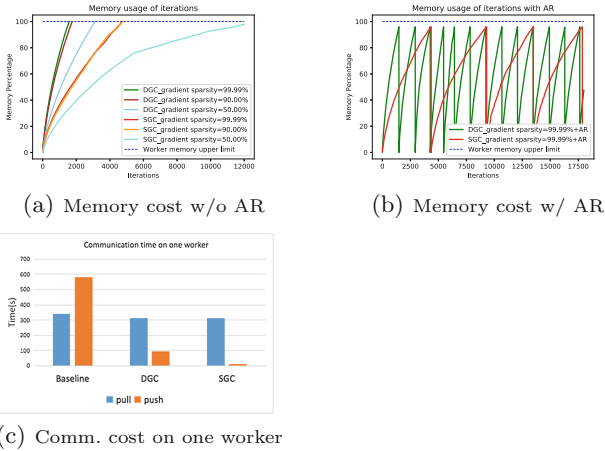 Memory usage of iterations
100
80
60
40
20
0
Memory Percentage
DGC_gradient sparsity=99.99%
DGC_gradient sparsity=90.00%
DGC_gradient sparsity=50.00%
SGC_gradient sparsity=99.99%
SGC_gradient sparsity=90.00%
SGC_gradient sparsity=50.00%
Worker memory upper limit
0 2000 4000 6000 8000 10000 12000
Iterations
(a) Memory cost w/o AR
Memory usage of iterations with AR
100
80
60
40
20
0
Memory Percentage
DGC_gradient sparsity=99.99%+AR
SGC_gradient sparsity=99.99%+AR
Worker memory upper limit
0 2500 5000 7500 10000 12500 15000 17500
Iterations
(b) Memory cost w/ AR
Communication time on one worker
700
600
500
400
300
200
100
0
Time(s)
Baseline DGC SGC
pull push
(c) Comm. cost on one worker